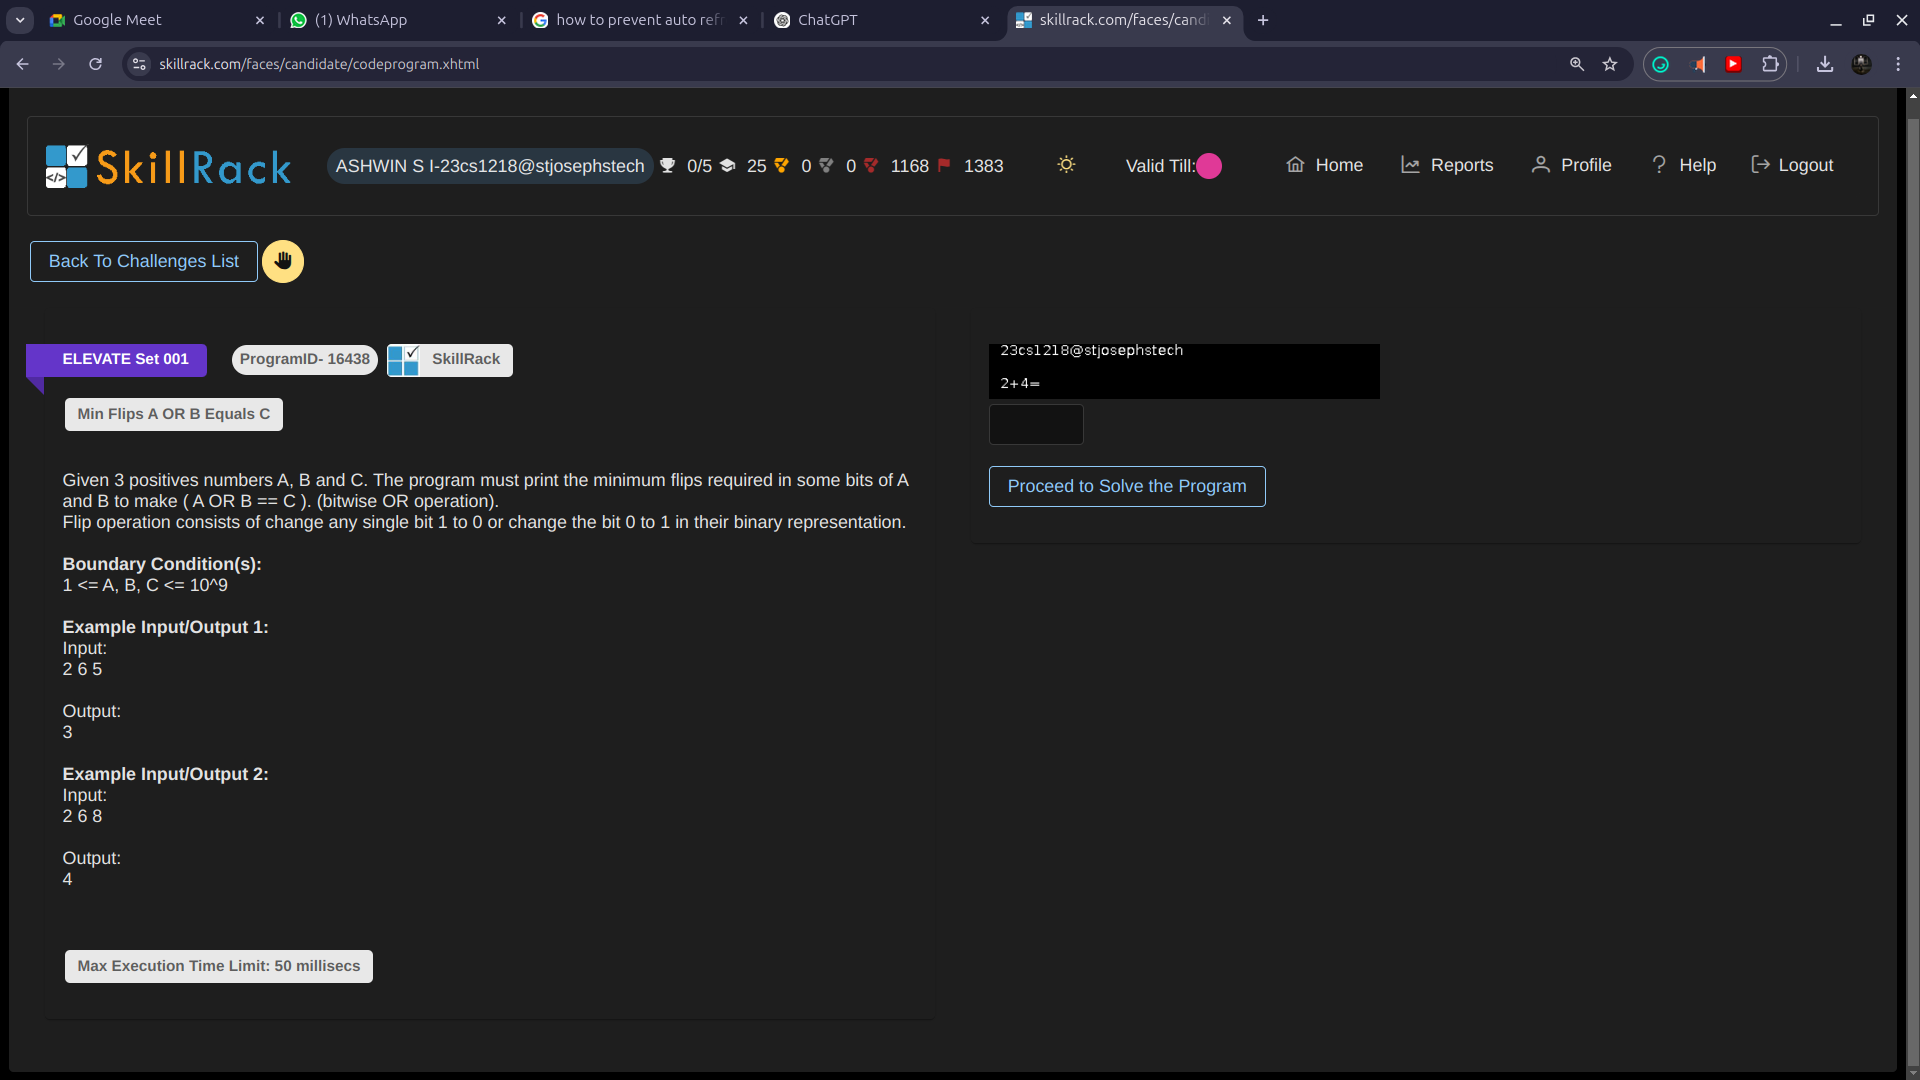 Google Meet
(1) WhatsApp
how to prevent auto ref
ChatGPT
skillrack.com/faces/cand
skillrack.com/faces/candidate/codeprogram.xhtml
SkillRack
ASHWIN S I-23cs1218@stjosephstech
0/5
25
0
0
1168
1383
Valid Till:
Home
Reports
Profile
Help
Logout
Back To Challenges List
ELEVATE Set 001
ProgramID- 16438
SkillRack
Min Flips A OR B Equals C
Given 3 positives numbers A, B and C. The program must print the minimum flips required in some bits of A
and B to make ( A OR B == C ). (bitwise OR operation).
Flip operation consists of change any single bit 1 to 0 or change the bit 0 to 1 in their binary representation.
Boundary Condition(s):
1 <= A, B, C <= 10^9
Example Input/Output 1:
Input:
2 6 5
Output:
3
Example Input/Output 2:
Input:
2 6 8
Output:
4
Max Execution Time Limit: 50 millisecs
23cs1218@stjosephstech
2+4=
Proceed to Solve the Program